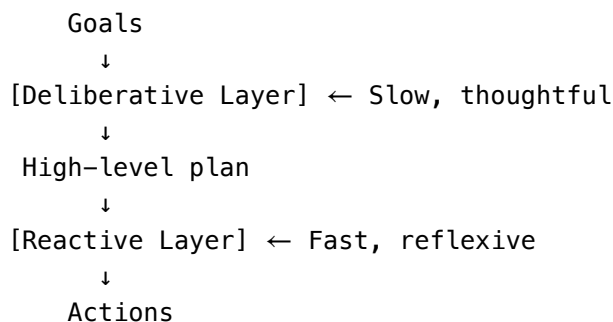 Goals
↓
[Deliberative Layer] ← Slow, thoughtful
↓
High-level plan
↓
[Reactive Layer] ← Fast, reflexive
↓
Actions